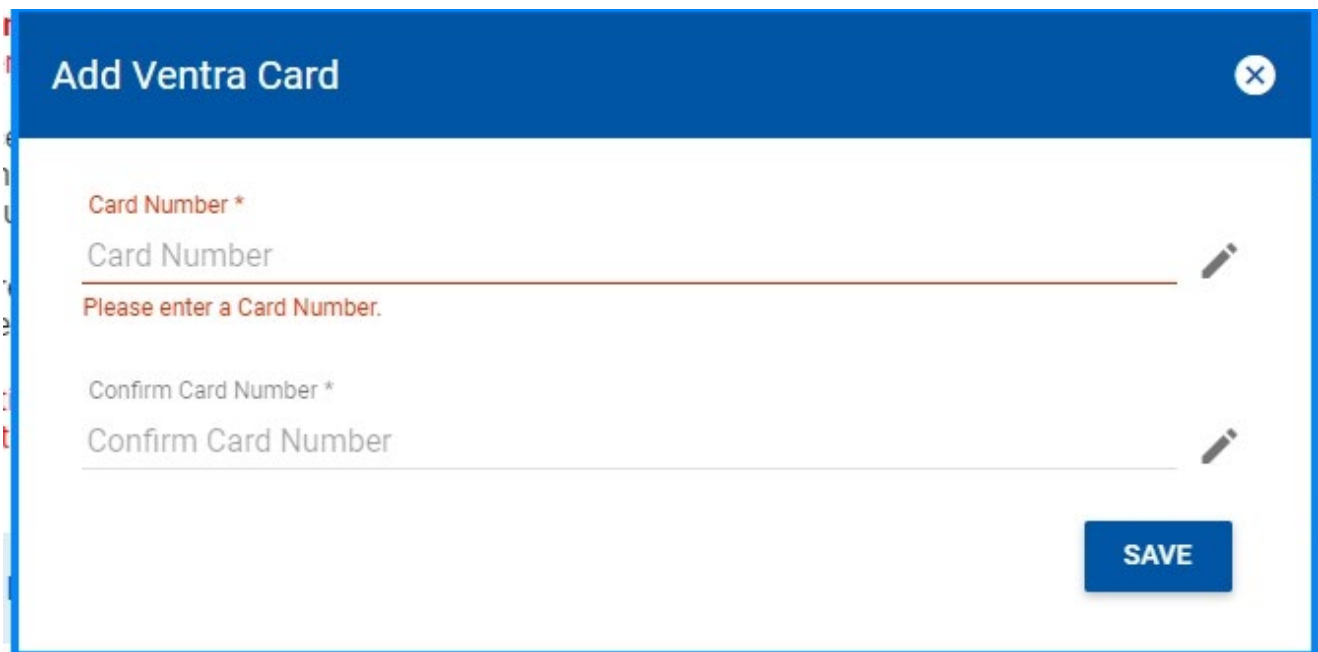 Add Ventra Card
Card Number *
Card Number
Please enter a Card Number.
Confirm Card Number *
Confirm Card Number
SAVE